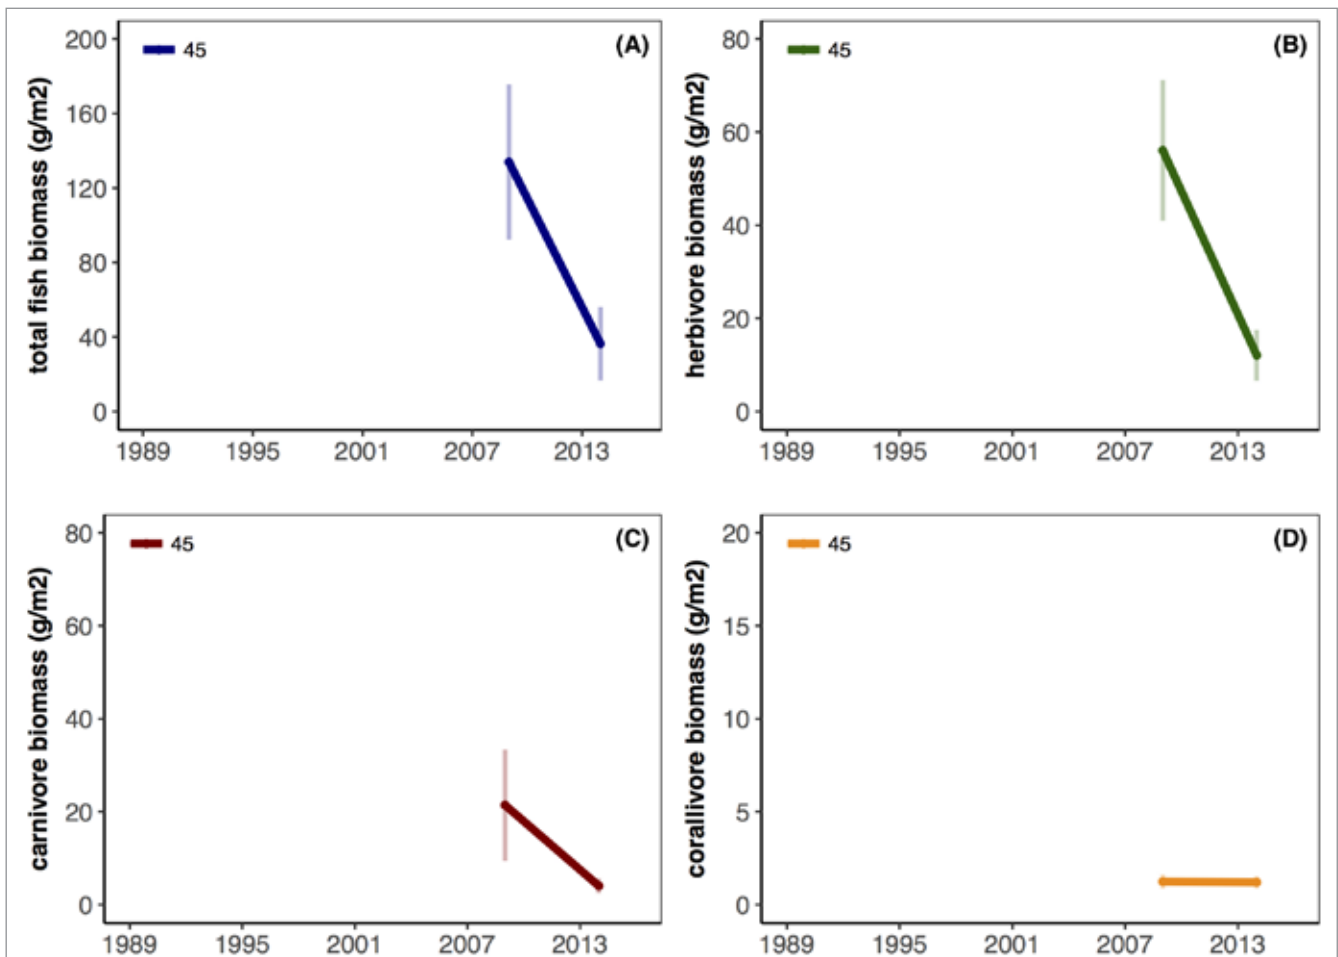 total fish biomass (g/m2)
200
160
120
80
40
0
45
(A)
1989 1995 2001 2007 2013
herbivore biomass (g/m2)
80
60
40
20
0
45
(B)
1989 1995 2001 2007 2013
carnivore biomass (g/m2)
80
60
40
20
0
45
(C)
1989 1995 2001 2007 2013
corallivore biomass (g/m2)
20
15
10
5
0
45
(D)
1989 1995 2001 2007 2013